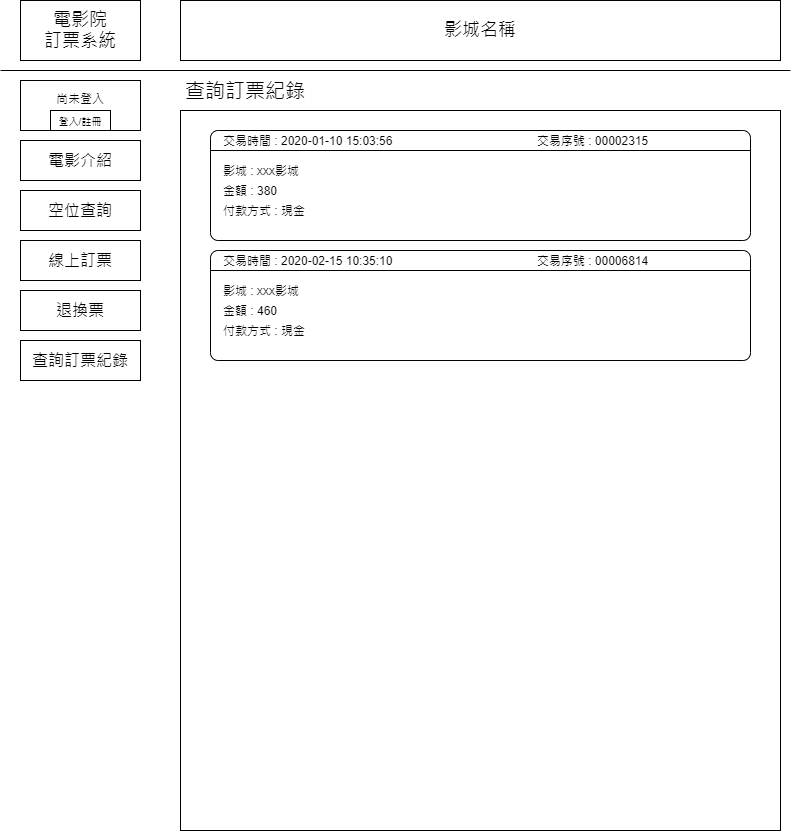 電影院
訂票系統
影城名稱
尚未登入
登入/註冊
電影介紹
空位查詢
線上訂票
退換票
查詢訂票紀錄
查詢訂票紀錄
交易時間 : 2020-01-10 15:03:56 交易序號 : 00002315
影城 : xxx影城
金額 : 380
付款方式 : 現金
交易時間 : 2020-02-15 10:35:10 交易序號 : 00006814
影城 : xxx影城
金額 : 460
付款方式 : 現金